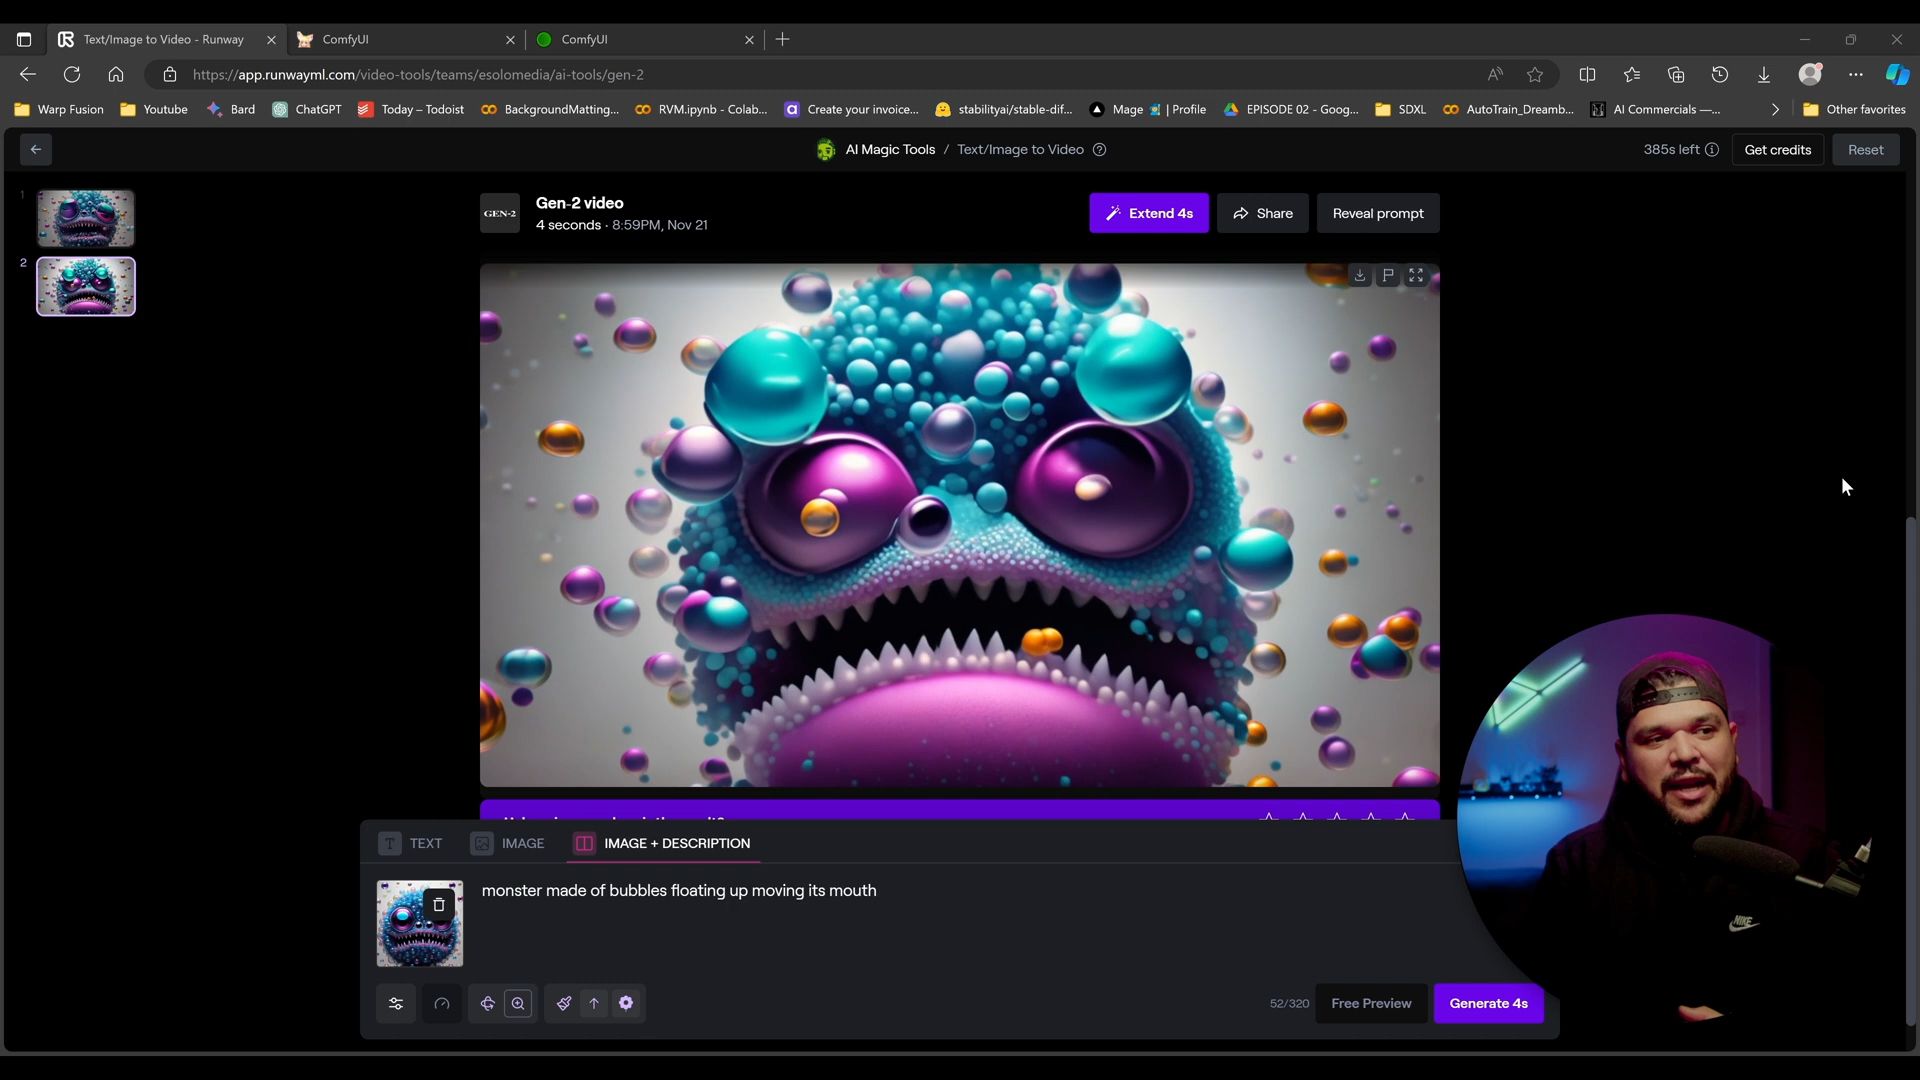 Text/Image to Video - Runway
ComfyUI
ComfyUI
https://app.runwayml.com/video-tools/teams/esolomedia/ai-tools/gen-2
Warp Fusion
Youtube
Bard
ChatGPT
Today – Todoist
BackgroundMatting...
RVM.ipynb - Colab...
Create your invoice...
stabilityai/stable-dif...
Mage
| Profile
EPISODE 02 - Goog...
SDXL
AutoTrain_Dreamb...
AI Commercials —...
Other favorites
AI Magic Tools / Text/Image to Video
385s left
Get credits
Reset
1
2
GEN-2
Gen-2 video
4 seconds · 8:59PM, Nov 21
Extend 4s
Share
Reveal prompt
TEXT
IMAGE
IMAGE + DESCRIPTION
monster made of bubbles floating up moving its mouth
52/320
Free Preview
Generate 4s
NIKE